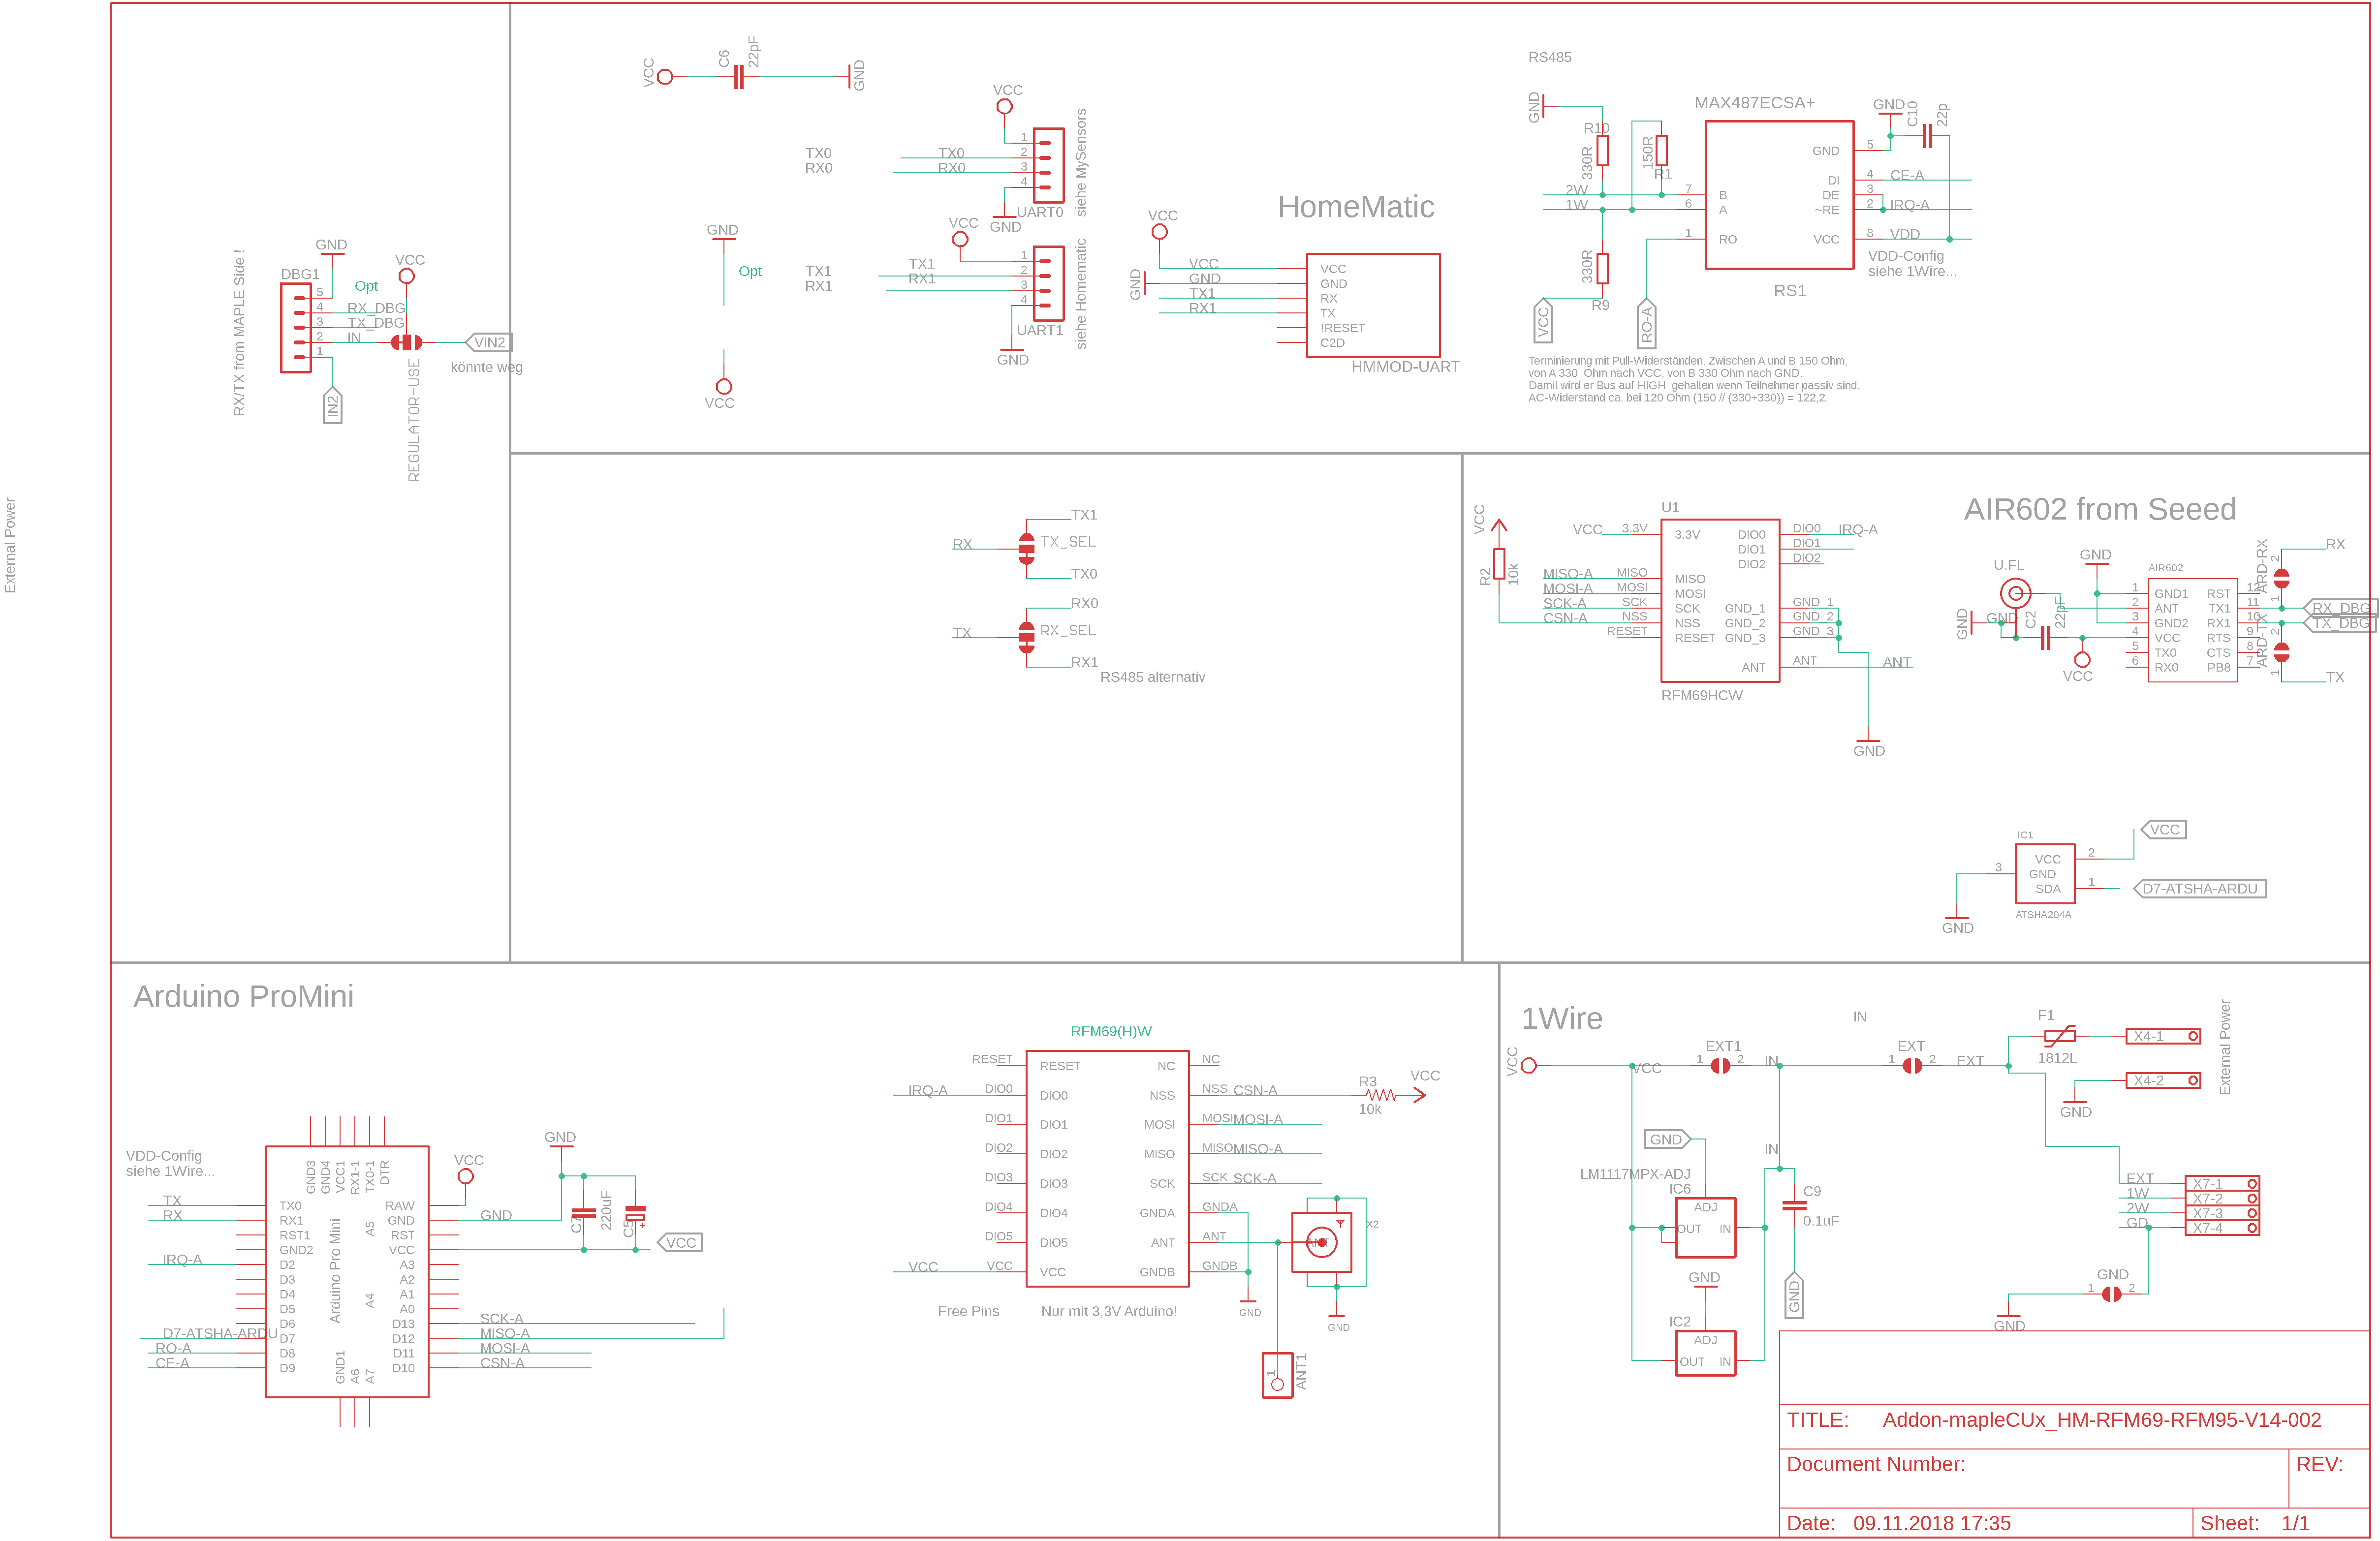 External Power
RX/TX from MAPLE Side !
DBG1
GND
5
4
3
2
1
Opt
RX_DBG
TX_DBG
IN
VCC
VIN2
könnte weg
IN2
REGULATOR-USE
VCC
C6
22pF
GND
TX0
RX0
TX0
RX0
VCC
1
2
3
4
UART0
GND
siehe MySensors
GND
Opt
VCC
TX1
RX1
TX1
RX1
VCC
1
2
3
4
UART1
GND
siehe Homematic
HomeMatic
VCC
GND
VCC
GND
TX1
RX1
VCC
GND
RX
TX
!RESET
C2D
HMMOD-UART
RS485
GND
R10
330R
150R
R1
2W
1W
330R
R9
VCC
RO-A
MAX487ECSA+
7
6
1
B
A
RO
GND
DI
DE
~RE
VCC
5
4
3
2
8
RS1
GND
C10
22p
CE-A
IRQ-A
VDD
VDD-Config
siehe 1Wire...
Terminierung mit Pull-Widerständen. Zwischen A und B 150 Ohm,
von A 330  Ohm nach VCC, von B 330 Ohm nach GND.
Damit wird er Bus auf HIGH  gehalten wenn Teilnehmer passiv sind.
AC-Widerstand ca. bei 120 Ohm (150 // (330+330)) = 122,2.
RX
TX1
TX_SEL
TX0
TX
RX0
RX_SEL
RX1
RS485 alternativ
VCC
R2
10k
U1
VCC
3.3V
MISO-A
MOSI-A
SCK-A
CSN-A
MISO
MOSI
SCK
NSS
RESET
3.3V
MISO
MOSI
SCK
NSS
RESET
DIO0
DIO1
DIO2
GND_1
GND_2
GND_3
ANT
DIO0
DIO1
DIO2
GND_1
GND_2
GND_3
ANT
IRQ-A
ANT
RFM69HCW
GND
AIR602 from Seeed
U.FL
GND
GND
C2
22pF
GND
VCC
AIR602
1
2
3
4
5
6
GND1
ANT
GND2
VCC
TX0
RX0
RST
TX1
RX1
RTS
CTS
PB8
12
11
10
9
8
7
ARD-RX
2
1
RX
RX_DBG
TX_DBG
ARD-TX
2
1
TX
IC1
3
VCC
GND
SDA
2
1
ATSHA204A
GND
VCC
D7-ATSHA-ARDU
Arduino ProMini
VDD-Config
siehe 1Wire...
TX
RX
IRQ-A
D7-ATSHA-ARDU
RO-A
CE-A
GND3
GND4
VCC1
RX1-1
TX0-1
DTR
TX0
RX1
RST1
GND2
D2
D3
D4
D5
D6
D7
D8
D9
Arduino Pro Mini
A5
A4
GND1
A6
A7
RAW
GND
RST
VCC
A3
A2
A1
A0
D13
D12
D11
D10
VCC
GND
GND
C7
220uF
C5
VCC
SCK-A
MISO-A
MOSI-A
CSN-A
RFM69(H)W
IRQ-A
VCC
RESET
DIO0
DIO1
DIO2
DIO3
DIO4
DIO5
VCC
RESET
DIO0
DIO1
DIO2
DIO3
DIO4
DIO5
VCC
NC
NSS
MOSI
MISO
SCK
GNDA
ANT
GNDB
NC
NSS
MOSI
MISO
SCK
GNDA
ANT
GNDB
CSN-A
MOSI-A
MISO-A
SCK-A
R3
10k
VCC
X2
ANT
Free Pins
Nur mit 3,3V Arduino!
GND
GND
1
ANT1
1Wire
VCC
VCC
EXT1
1
2
IN
IN
EXT
1
2
EXT
F1
1812L
X4-1
X4-2
GND
External Power
GND
LM1117MPX-ADJ
IC6
ADJ
OUT
IN
IN
C9
0.1uF
GND
GND
IC2
ADJ
OUT
IN
EXT
1W
2W
GD
X7-1
X7-2
X7-3
X7-4
GND
1
2
GND
TITLE:
Addon-mapleCUx_HM-RFM69-RFM95-V14-002
Document Number:
REV:
Date:
09.11.2018 17:35
Sheet:
1/1